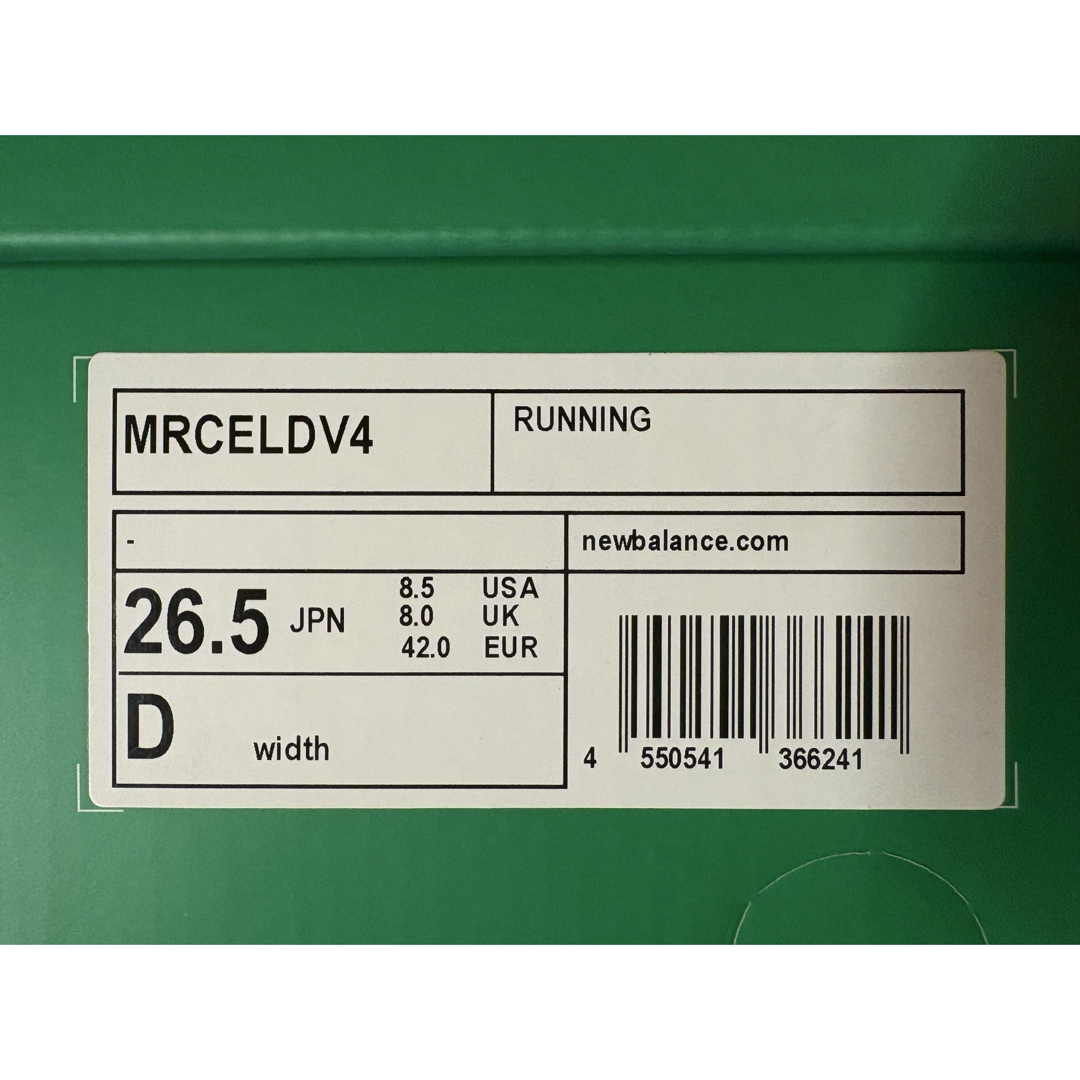 MRCELDV4
RUNNING
-
newbalance.com
26.5 JPN
8.5 USA
8.0 UK
42.0 EUR
D width
4 550541 366241